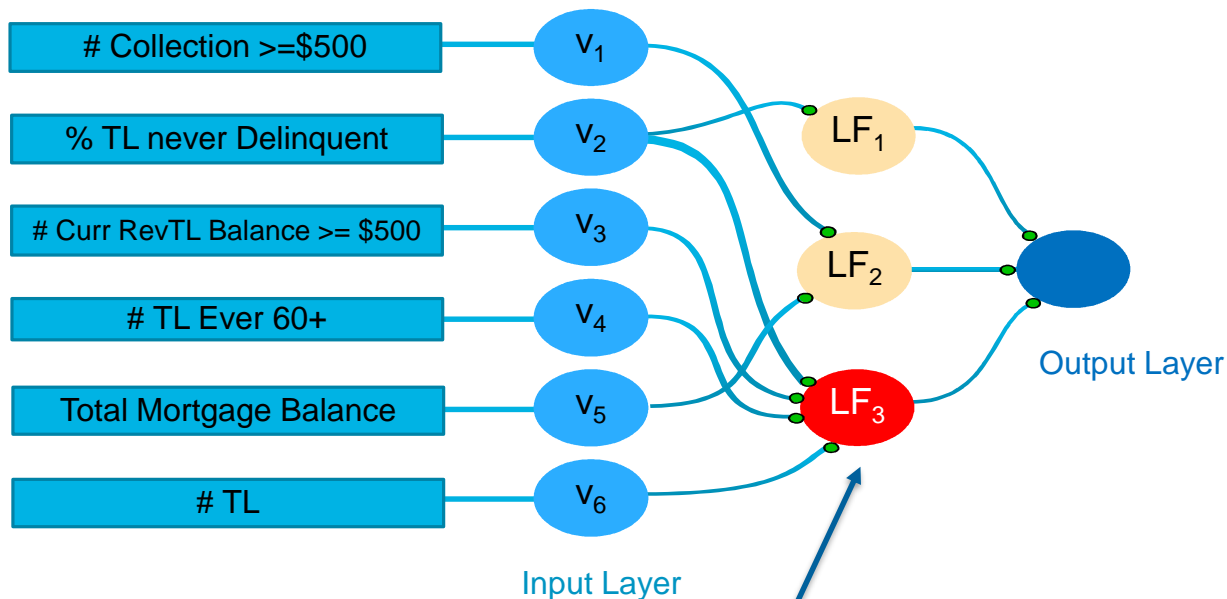 # Collection >=$500
v₁
% TL never Delinquent
v₂
LF₁
# Curr RevTL Balance >= $500
v₃
LF₂
# TL Ever 60+
v₄
Output Layer
Total Mortgage Balance
v₅
LF₃
# TL
v₆
Input Layer